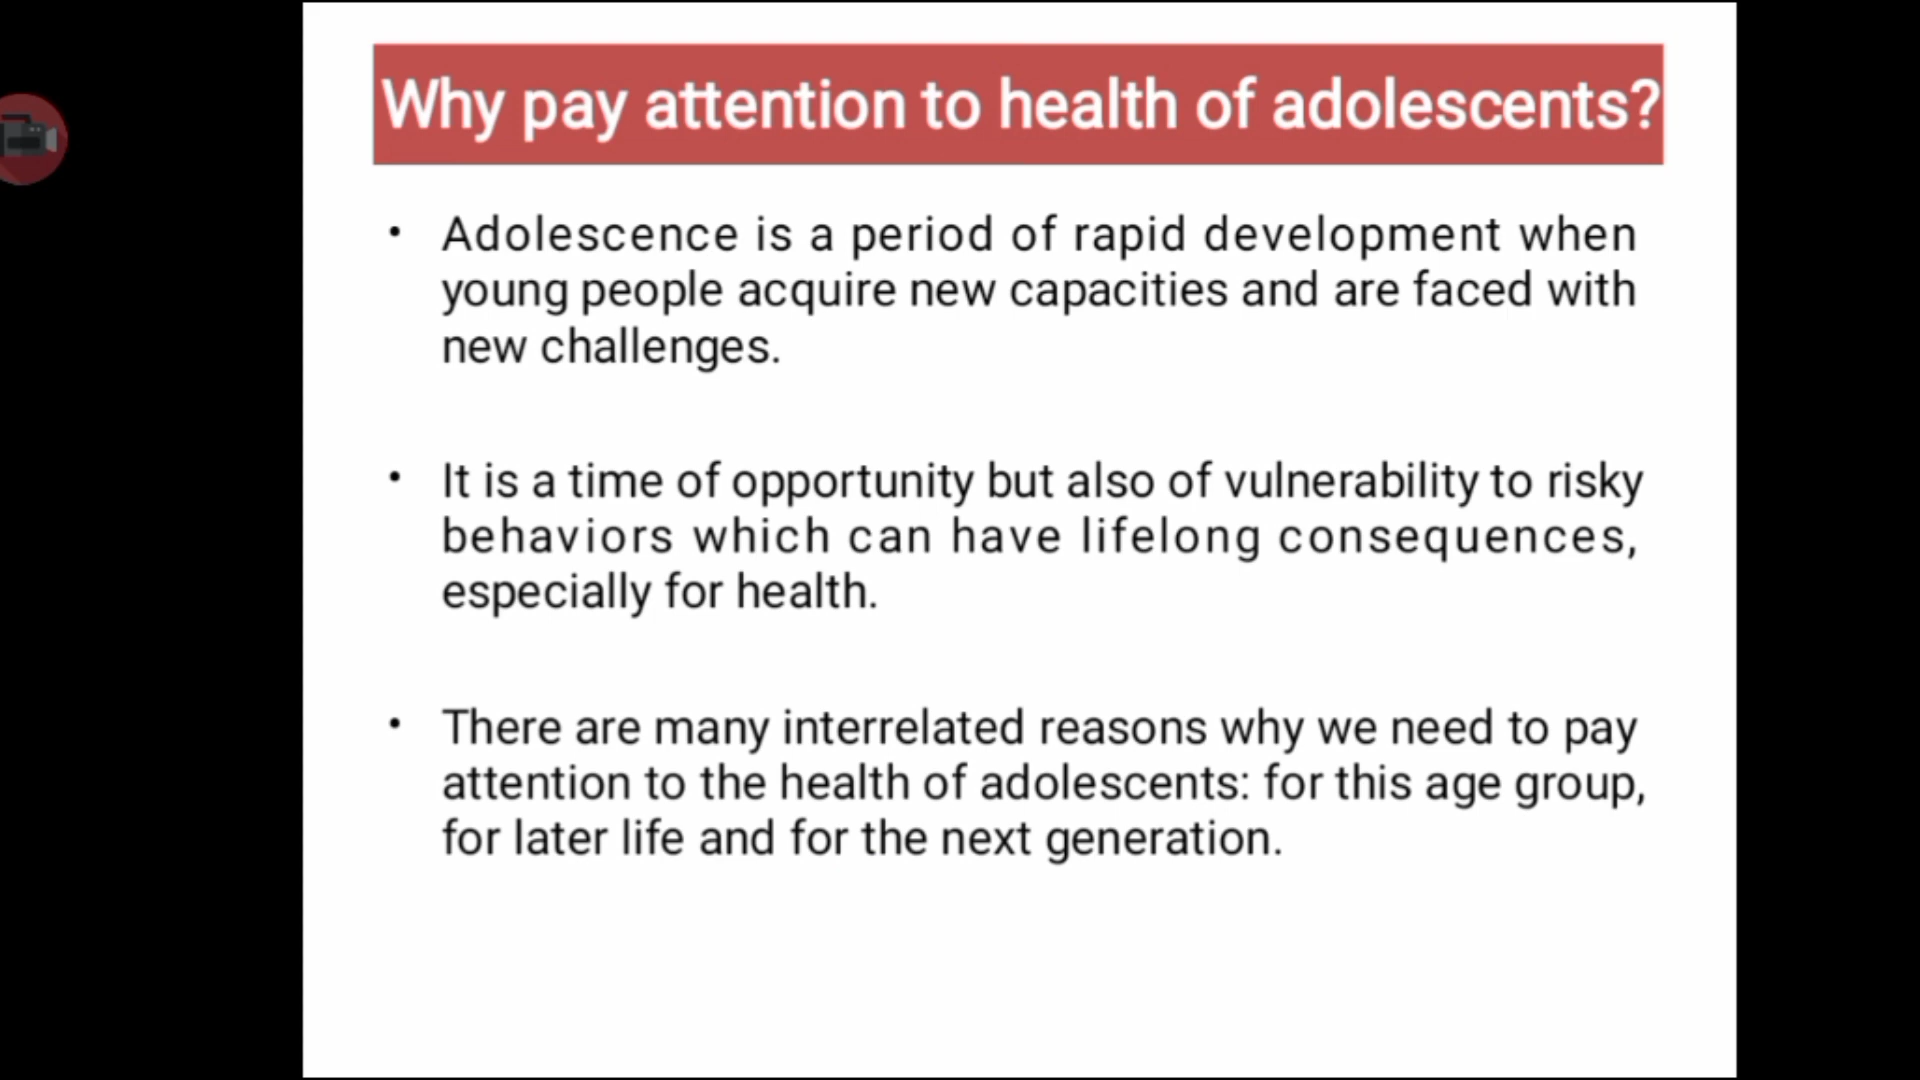 Why pay attention to health of adolescents?
• Adolescence is a period of rapid development when
young people acquire new capacities and are faced with
new challenges.
• It is a time of opportunity but also of vulnerability to risky
behaviors which can have lifelong consequences,
especially for health.
• There are many interrelated reasons why we need to pay
attention to the health of adolescents: for this age group,
for later life and for the next generation.